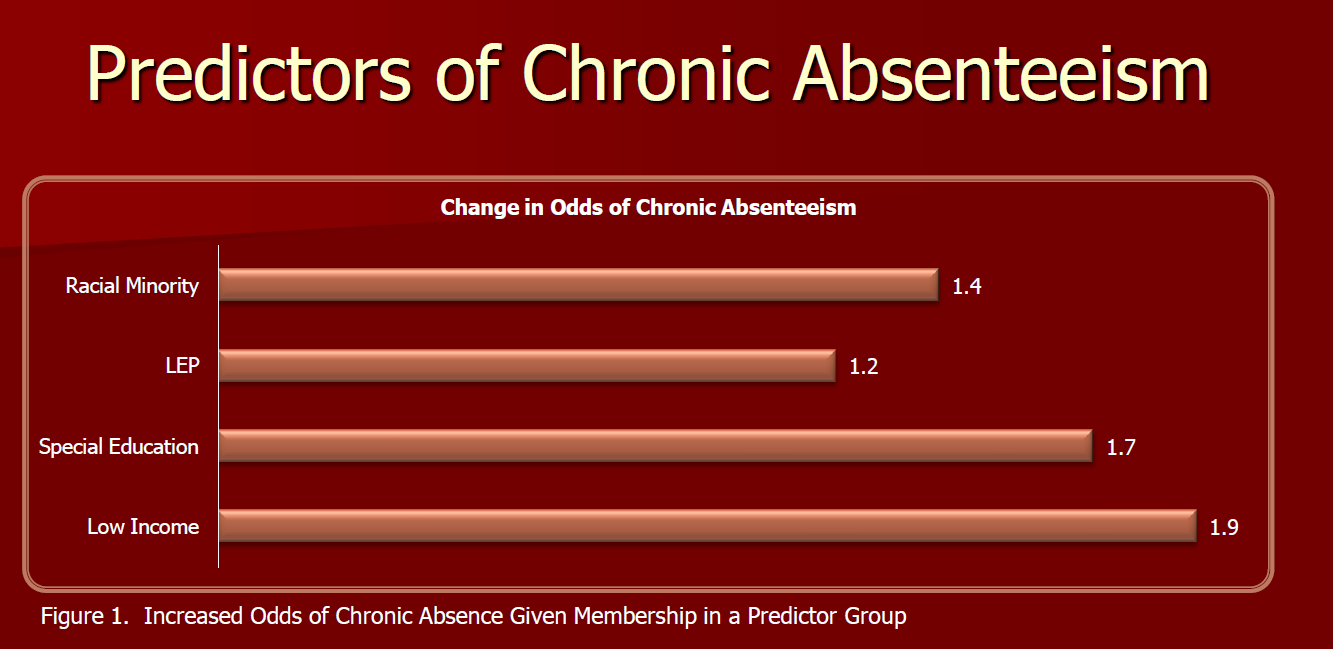 Predictors of Chronic Absenteeism
Change in Odds of Chronic Absenteeism
Racial Minority 1.4
LEP 1.2
Special Education 1.7
Low Income 1.9
Figure 1. Increased Odds of Chronic Absence Given Membership in a Predictor Group